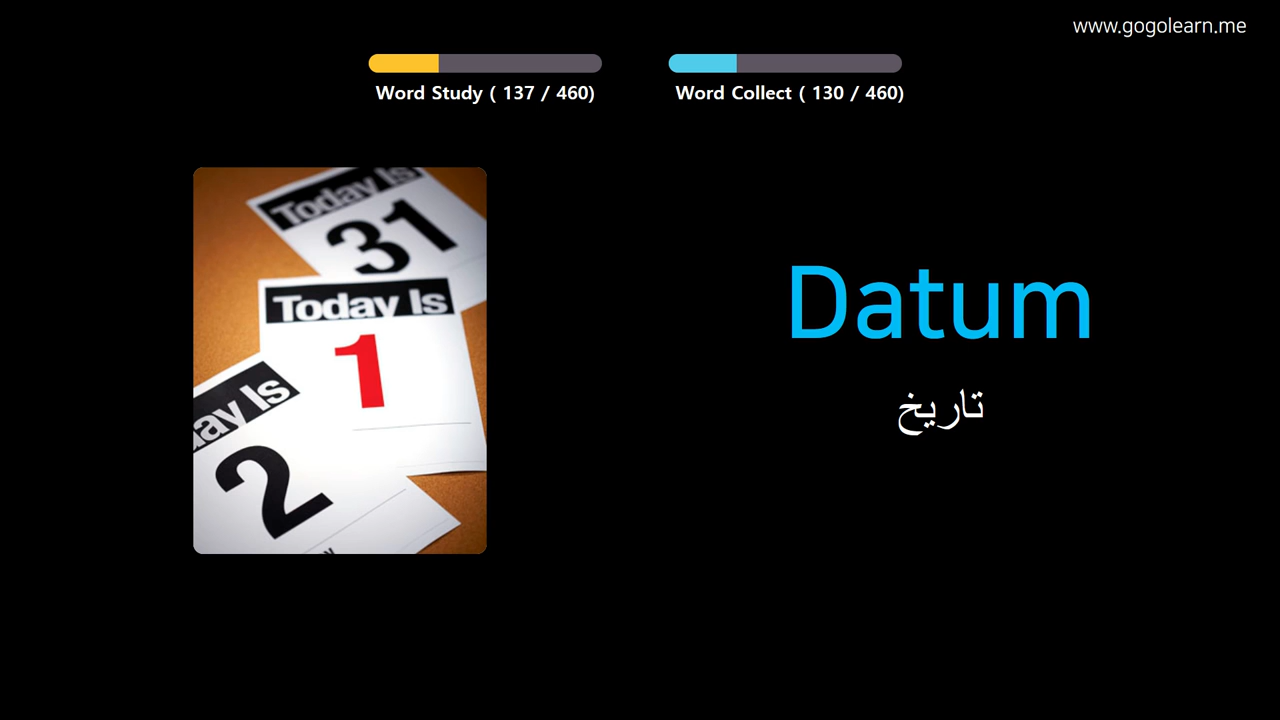 www.gogolearn.me
Word Study ( 137 / 460)
Word Collect ( 130 / 460)
Today Is
31
Today Is
1
ay Is
2
Datum
تاريخ